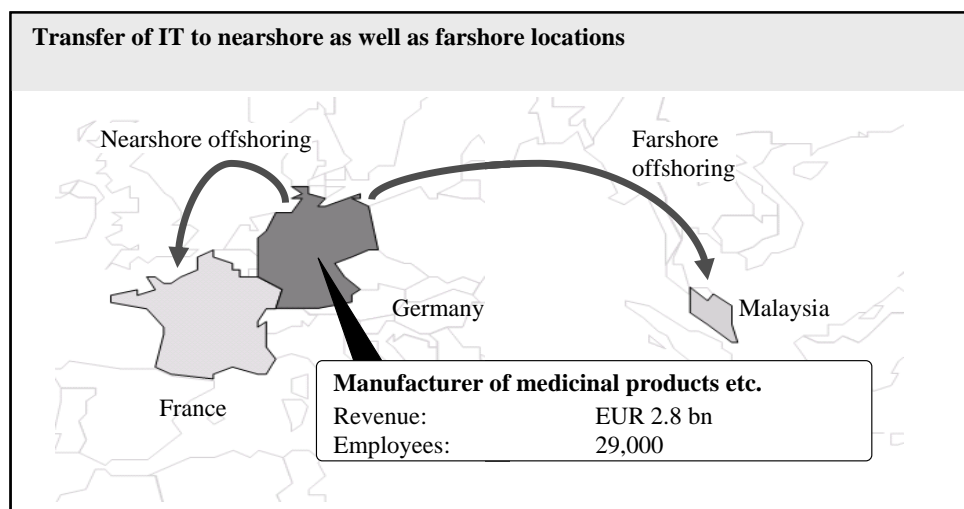 Transfer of IT to nearshore as well as farshore locations
Nearshore offshoring
Farshore
offshoring
Germany
Malaysia
France
Manufacturer of medicinal products etc.
Revenue: EUR 2.8 bn
Employees: 29,000